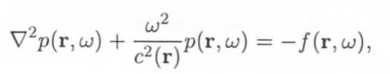 ∇²p(r, ω) + ω²/c²(r) p(r, ω) = −f(r, ω),